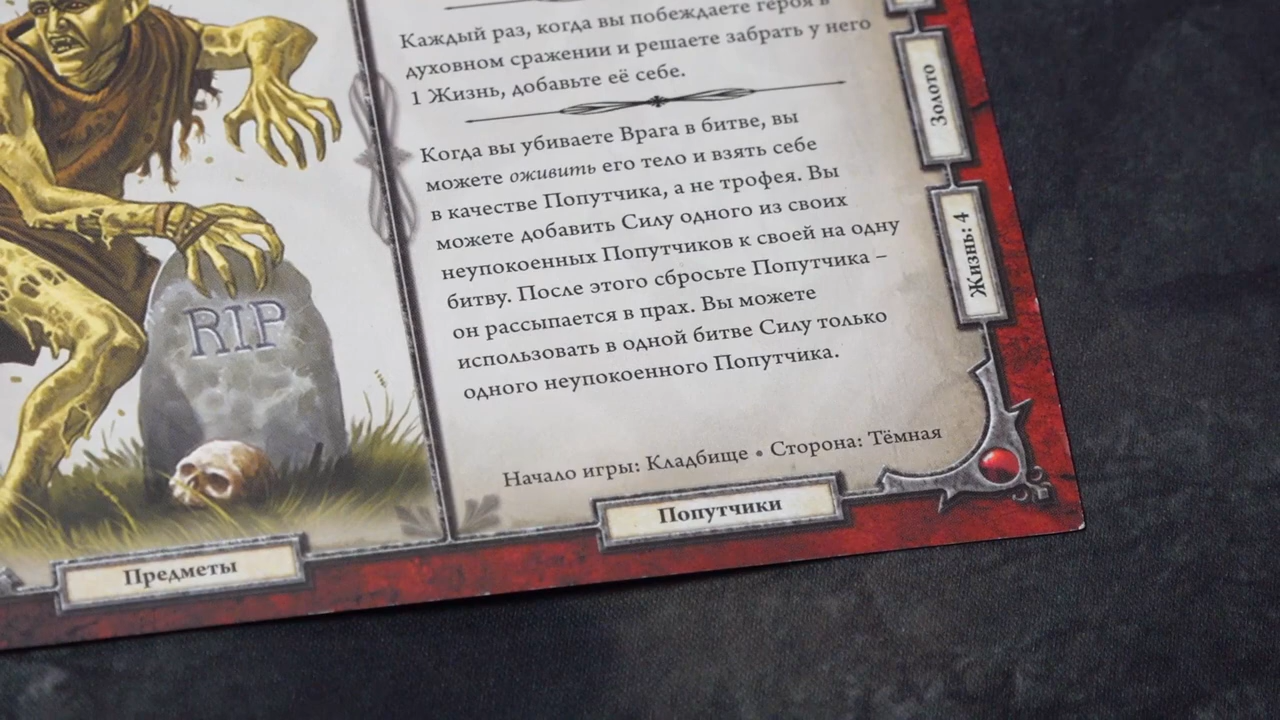 Каждый раз, когда вы побеждаете героя в
духовном сражении и решаете забрать у него
1 Жизнь, добавьте её себе.
Когда вы убиваете Врага в битве, вы
можете оживить его тело и взять себе
в качестве Попутчика, а не трофея. Вы
можете добавить Силу одного из своих
неупокоенных Попутчиков к своей на одну
битву. После этого сбросьте Попутчика –
он рассыпается в прах. Вы можете
использовать в одной битве Силу только
одного неупокоенного Попутчика.
Начало игры: Кладбище • Сторона: Тёмная
Золото
Жизнь: 4
RIP
Предметы
Попутчики